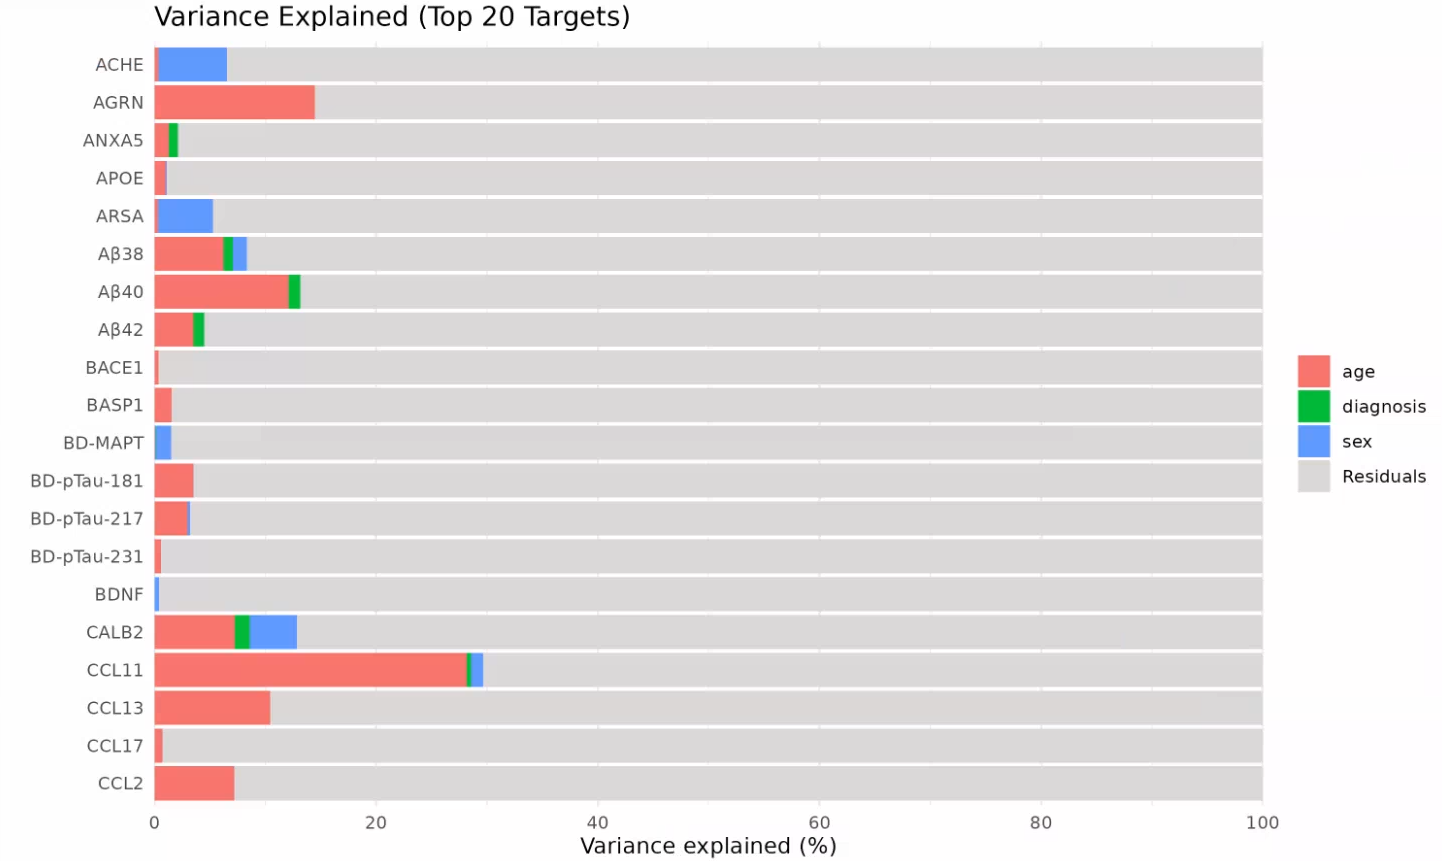 Variance Explained (Top 20 Targets)
ACHE
AGRN
ANXA5
APOE
ARSA
Aβ38
Aβ40
Aβ42
BACE1
BASP1
BD-MAPT
BD-pTau-181
BD-pTau-217
BD-pTau-231
BDNF
CALB2
CCL11
CCL13
CCL17
CCL2
0 20 40 60 80 100
Variance explained (%)
age
diagnosis
sex
Residuals